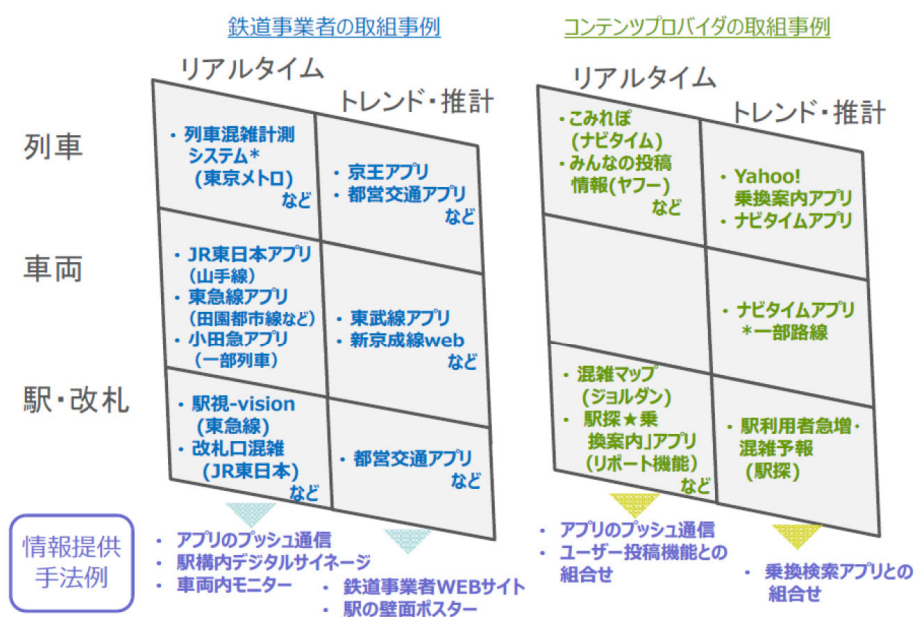 鉄道事業者の取組事例
リアルタイム
トレンド・推計
列車
・列車混雑計測
システム*
(東京メトロ)
など
・京王アプリ
・都営交通アプリ
など
車両
・JR東日本アプリ
(山手線)
・東急線アプリ
(田園都市線など)
・小田急アプリ
(一部列車)
・東武線アプリ
・新京成線web
など
駅・改札
・駅視-vision
(東急線)
・改札口混雑
(JR東日本)
など
・都営交通アプリ
など
コンテンツプロバイダの取組事例
リアルタイム
トレンド・推計
・こみれぽ
(ナビタイム)
・みんなの投稿
情報(ヤフー)
など
・Yahoo!
乗換案内アプリ
・ナビタイムアプリ
・ナビタイムアプリ
*一部路線
・混雑マップ
(ジョルダン)
・駅探★乗
換案内」アプリ
(リポート機能)
など
・駅利用者急増・
混雑予報
(駅探)
情報提供
手法例
・アプリのプッシュ通信
・駅構内デジタルサイネージ
・車両内モニター
・鉄道事業者WEBサイト
・駅の壁面ポスター
・アプリのプッシュ通信
・ユーザー投稿機能との
組合せ
・乗換検索アプリとの
組合せ